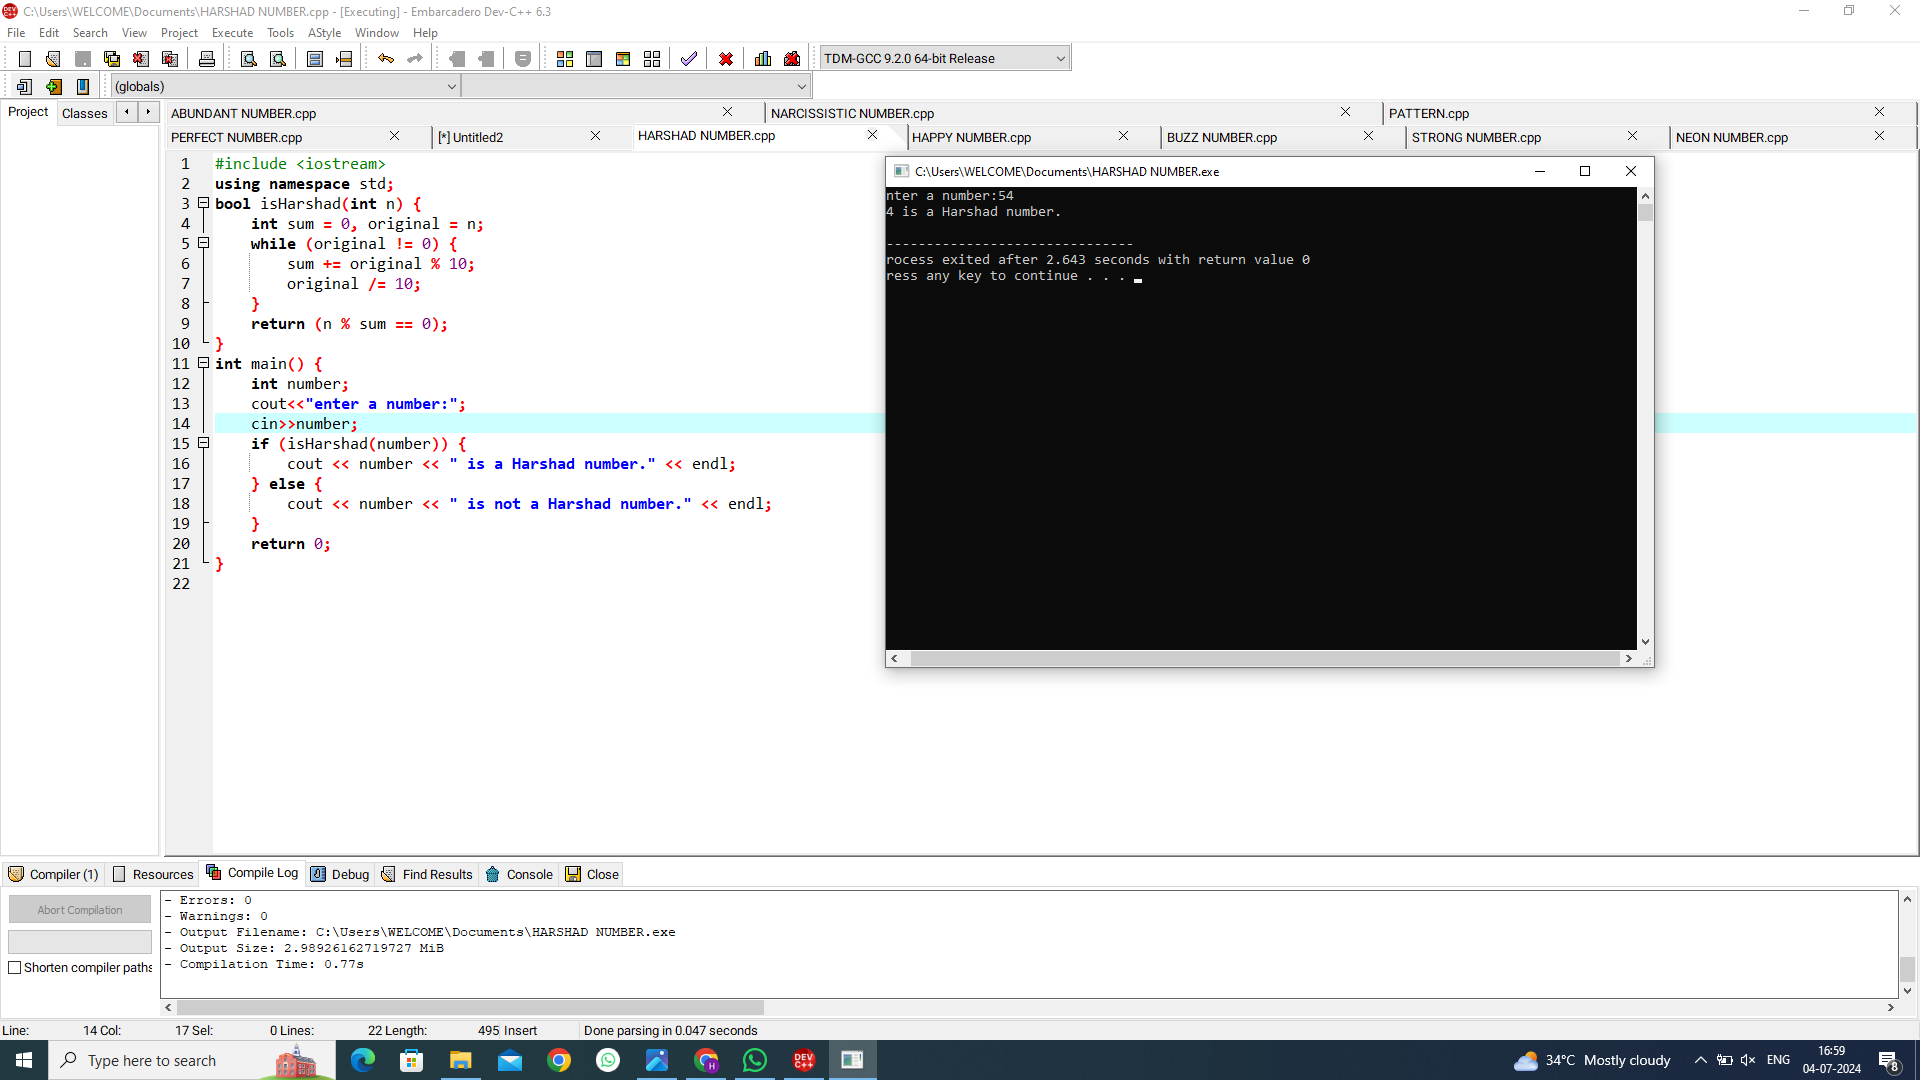 C:\Users\WELCOME\Documents\HARSHAD NUMBER.cpp - [Executing] - Embarcadero Dev-C++ 6.3
File Edit Search View Project Execute Tools AStyle Window Help
TDM-GCC 9.2.0 64-bit Release
(globals)
Project Classes
ABUNDANT NUMBER.cpp NARCISSISTIC NUMBER.cpp PATTERN.cpp
PERFECT NUMBER.cpp [*] Untitled2 HARSHAD NUMBER.cpp HAPPY NUMBER.cpp BUZZ NUMBER.cpp STRONG NUMBER.cpp NEON NUMBER.cpp
1 #include <iostream>
2 using namespace std;
3 bool isHarshad(int n) {
4 int sum = 0, original = n;
5 while (original != 0) {
6 sum += original % 10;
7 original /= 10;
8 }
9 return (n % sum == 0);
10 }
11 int main() {
12 int number;
13 cout<<"enter a number:";
14 cin>>number;
15 if (isHarshad(number)) {
16 cout << number << " is a Harshad number." << endl;
17 } else {
18 cout << number << " is not a Harshad number." << endl;
19 }
20 return 0;
21 }
22
C:\Users\WELCOME\Documents\HARSHAD NUMBER.exe
nter a number:54
4 is a Harshad number.
-------------------------------
rocess exited after 2.643 seconds with return value 0
ress any key to continue . . .
Compiler (1) Resources Compile Log Debug Find Results Console Close
Abort Compilation
Shorten compiler paths
- Errors: 0
- Warnings: 0
- Output Filename: C:\Users\WELCOME\Documents\HARSHAD NUMBER.exe
- Output Size: 2.98926162719727 MiB
- Compilation Time: 0.77s
Line: 14 Col: 17 Sel: 0 Lines: 22 Length: 495 Insert Done parsing in 0.047 seconds
Type here to search
DEV C++
H
34°C Mostly cloudy
ENG
16:59
04-07-2024
8